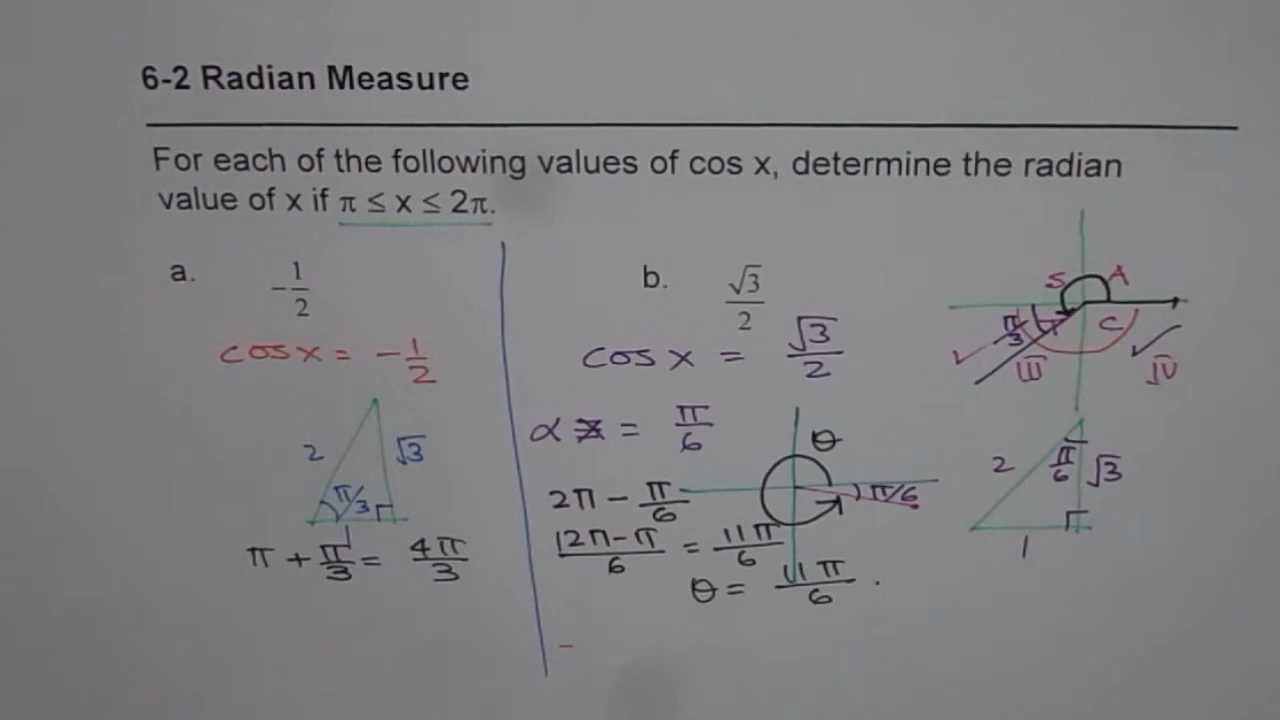 6-2 Radian Measure
For each of the following values of cos x, determine the radian
value of x if π ≤ x ≤ 2π.
a. -1/2
cos x = -1/2
2 √3
π/3
1
π + π/3 = 4π/3
b. √3/2
cos x = √3/2
α = π/6
θ
π/6
2π - π/6
12π-π/6 = 11π/6
θ = 11π/6.
S A
π/3 C
III IV
2 π/6 √3
1